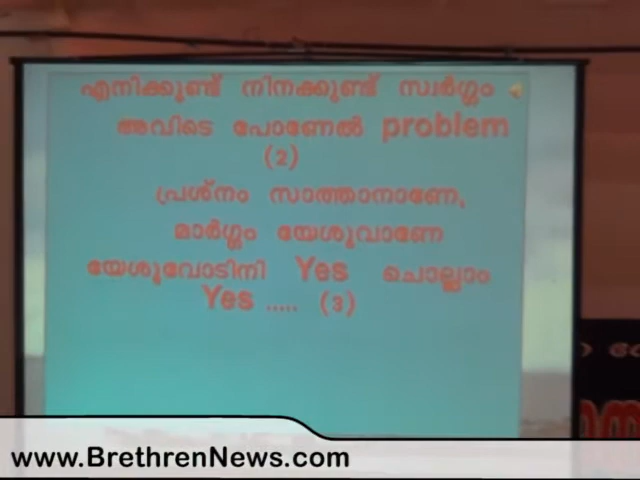 എനിക്കുണ്ട് നിനക്കുണ്ട് സ്വർഗ്ഗം
അവിടെ പോണേൽ problem
(2)
പ്രശ്നം സാത്താനാണേ,
മാർഗ്ഗം യേശുവാണേ
യേശുവോടിനി Yes ചൊല്ലാം
Yes ..... (3)
www.BrethrenNews.com